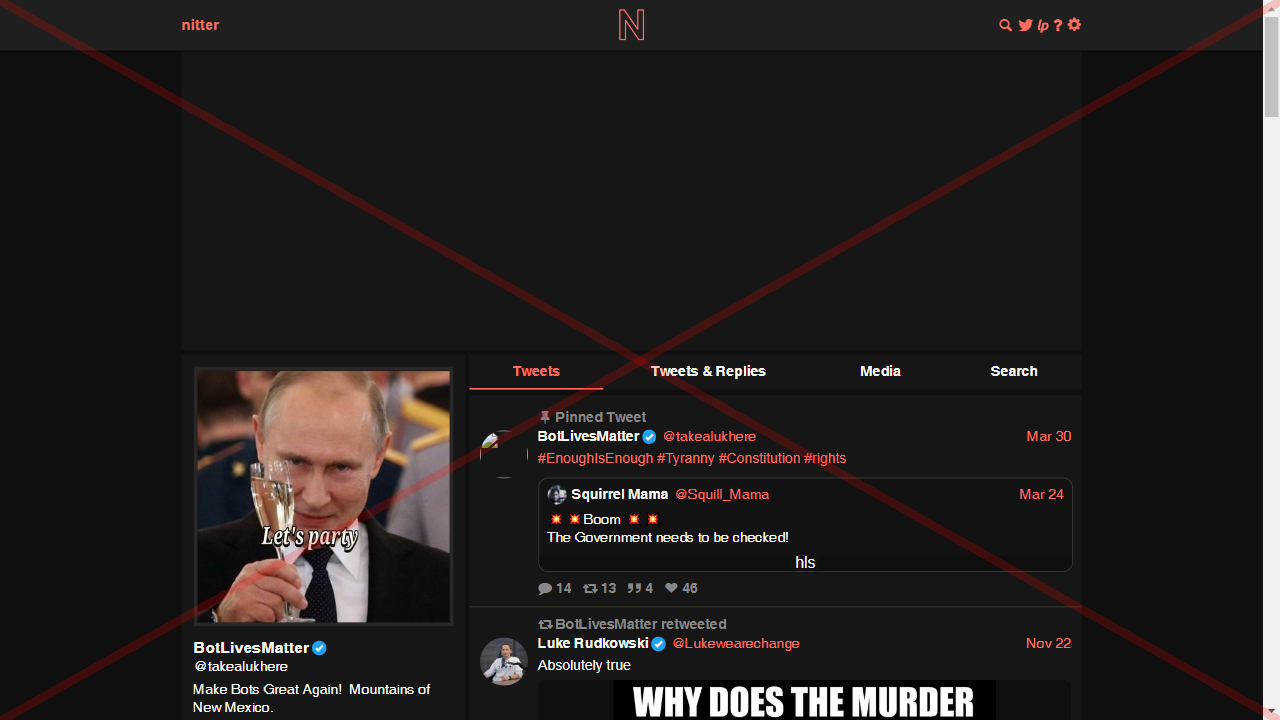 nitter
N
lp ?
Tweets
Tweets & Replies
Media
Search
Let's party
BotLivesMatter
@takealukhere
Make Bots Great Again! Mountains of
New Mexico.
Pinned Tweet
BotLivesMatter @takealukhere Mar 30
#EnoughIsEnough #Tyranny #Constitution #rights
Squirrel Mama @Squill_Mama Mar 24
💥 💥 Boom 💥 💥
The Government needs to be checked!
hls
14 13 4 46
BotLivesMatter retweeted
Luke Rudkowski @Lukewearechange Nov 22
Absolutely true
WHY DOES THE MURDER